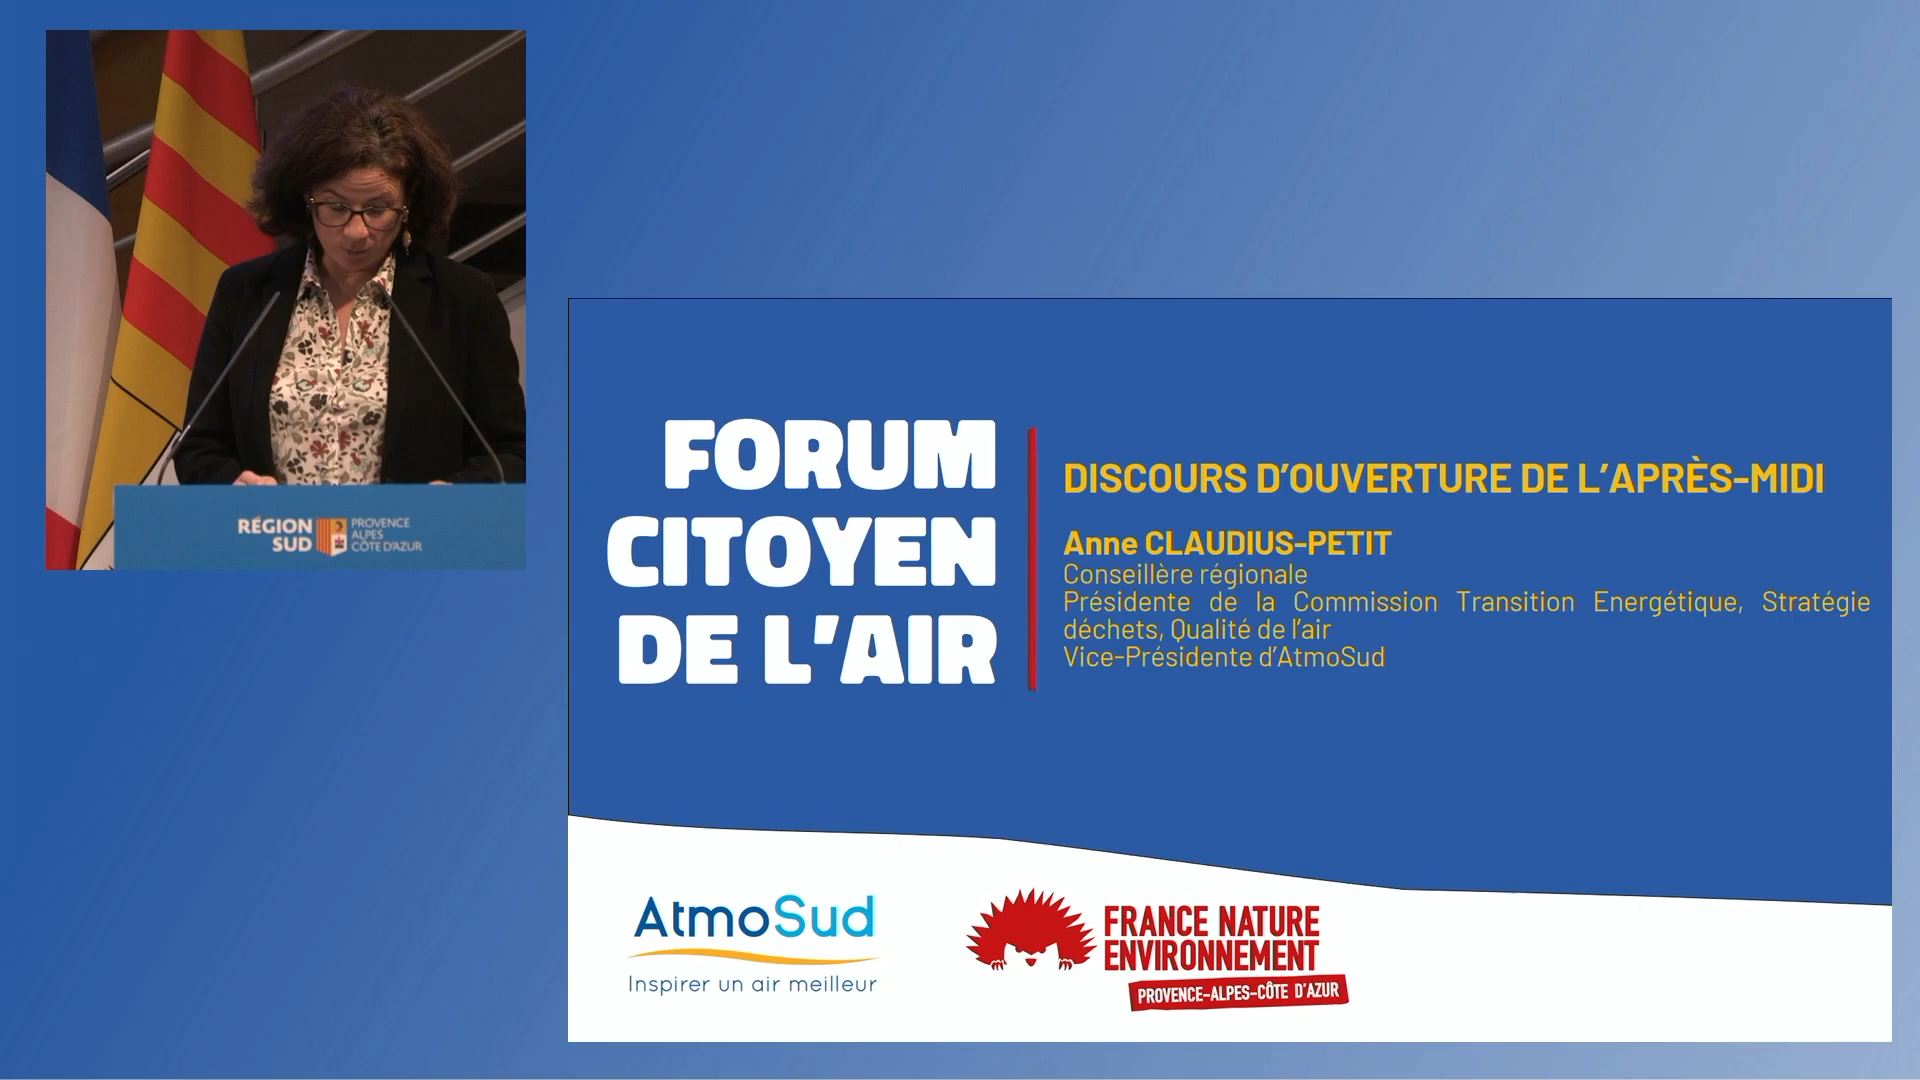 RÉGION
SUD
PROVENCE
ALPES
CÔTE D'AZUR
FORUM
CITOYEN
DE L'AIR
DISCOURS D'OUVERTURE DE L'APRÈS-MIDI
Anne CLAUDIUS-PETIT
Conseillère régionale
Présidente de la Commission Transition Energétique, Stratégie
déchets, Qualité de l'air
Vice-Présidente d'AtmoSud
AtmoSud
Inspirer un air meilleur
FRANCE NATURE
ENVIRONNEMENT
PROVENCE-ALPES-CÔTE D'AZUR